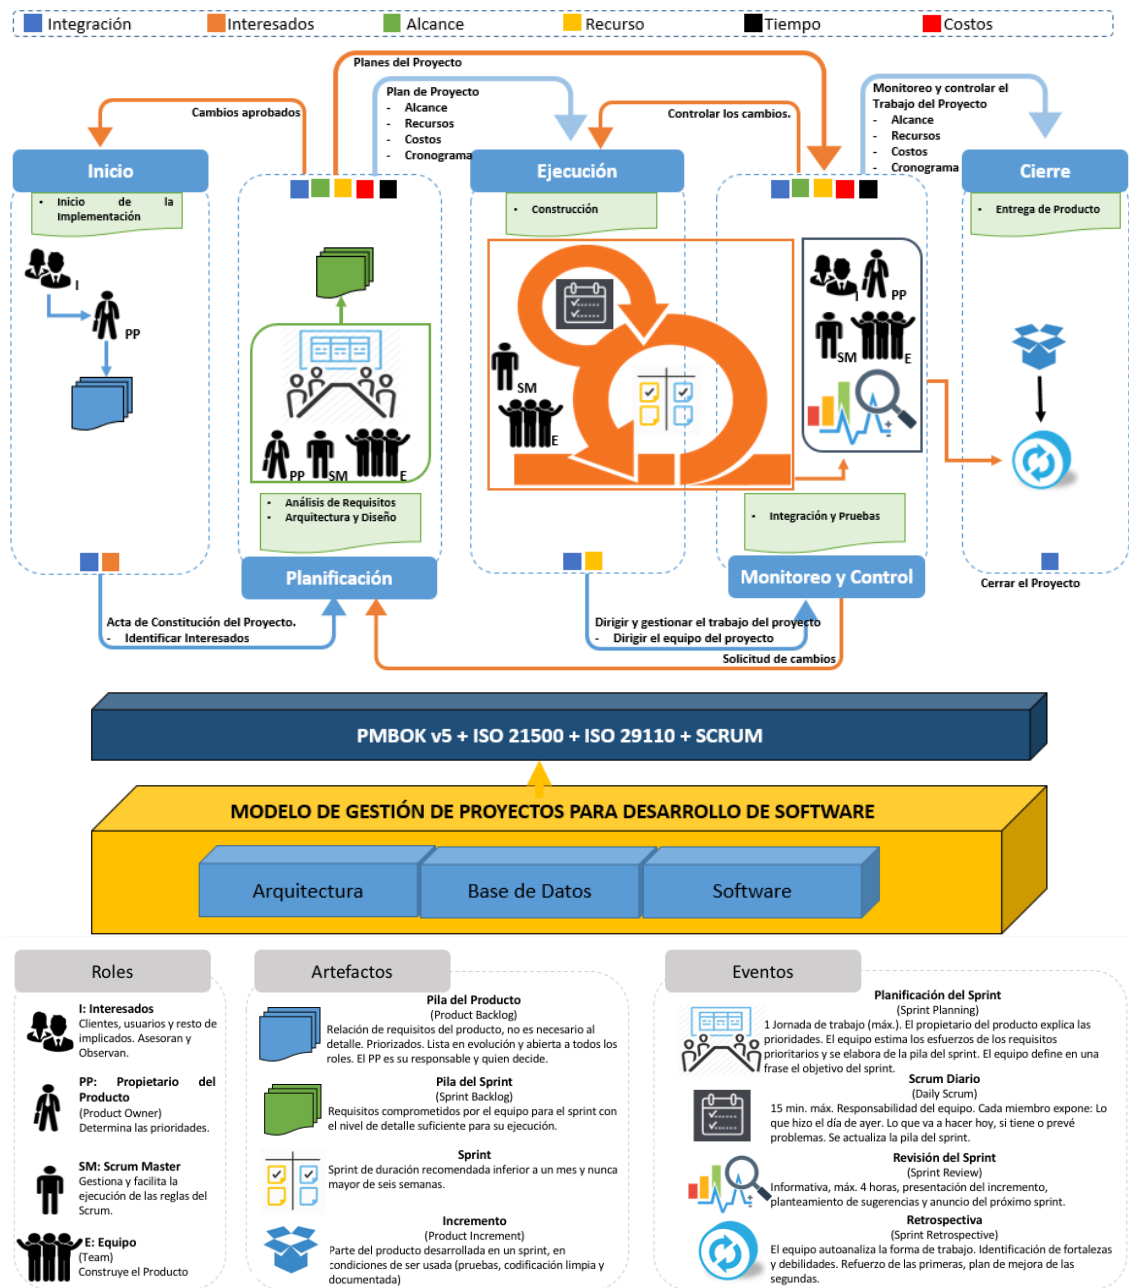 Integración
Interesados
Alcance
Recurso
Tiempo
Costos
Planes del Proyecto
Cambios aprobados
Plan de Proyecto
- Alcance
- Recursos
- Costos
- Cronograma
Controlar los cambios.
Monitoreo y controlar el
Trabajo del Proyecto
- Alcance
- Recursos
- Costos
- Cronograma
Inicio
• Inicio de la
Implementación
I
PP
PP
SM
E
• Análisis de Requisitos
• Arquitectura y Diseño
Planificación
Ejecución
• Construcción
SM
E
I
PP
SM
E
• Integración y Pruebas
Monitoreo y Control
Cierre
• Entrega de Producto
Cerrar el Proyecto
Acta de Constitución del Proyecto.
- Identificar Interesados
Dirigir y gestionar el trabajo del proyecto
- Dirigir el equipo del proyecto
Solicitud de cambios
PMBOK v5 + ISO 21500 + ISO 29110 + SCRUM
MODELO DE GESTIÓN DE PROYECTOS PARA DESARROLLO DE SOFTWARE
Arquitectura
Base de Datos
Software
Roles
I: Interesados
Clientes, usuarios y resto de
implicados. Asesoran y
Observan.
PP: Propietario del
Producto
(Product Owner)
Determina las prioridades.
SM: Scrum Master
Gestiona y facilita la
ejecución de las reglas del
Scrum.
E: Equipo
(Team)
Construye el Producto
Artefactos
Pila del Producto
(Product Backlog)
Relación de requisitos del producto, no es necesario al
detalle. Priorizados. Lista en evolución y abierta a todos los
roles. El PP es su responsable y quien decide.
Pila del Sprint
(Sprint Backlog)
Requisitos comprometidos por el equipo para el sprint con
el nivel de detalle suficiente para su ejecución.
Sprint
Sprint de duración recomendada inferior a un mes y nunca
mayor de seis semanas.
Incremento
(Product Increment)
Parte del producto desarrollada en un sprint, en
condiciones de ser usada (pruebas, codificación limpia y
documentada)
Eventos
Planificación del Sprint
(Sprint Planning)
1 Jornada de trabajo (máx.). El propietario del producto explica las
prioridades. El equipo estima los esfuerzos de los requisitos
prioritarios y se elabora de la pila del sprint. El equipo define en una
frase el objetivo del sprint.
Scrum Diario
(Daily Scrum)
15 min. máx. Responsabilidad del equipo. Cada miembro expone: Lo
que hizo el día de ayer. Lo que va a hacer hoy, si tiene o prevé
problemas. Se actualiza la pila del sprint.
Revisión del Sprint
(Sprint Review)
Informativa, máx. 4 horas, presentación del incremento,
planteamiento de sugerencias y anuncio del próximo sprint.
Retrospectiva
(Sprint Retrospective)
El equipo autoanaliza la forma de trabajo. Identificación de fortalezas
y debilidades. Refuerzo de las primeras, plan de mejora de las
segundas.